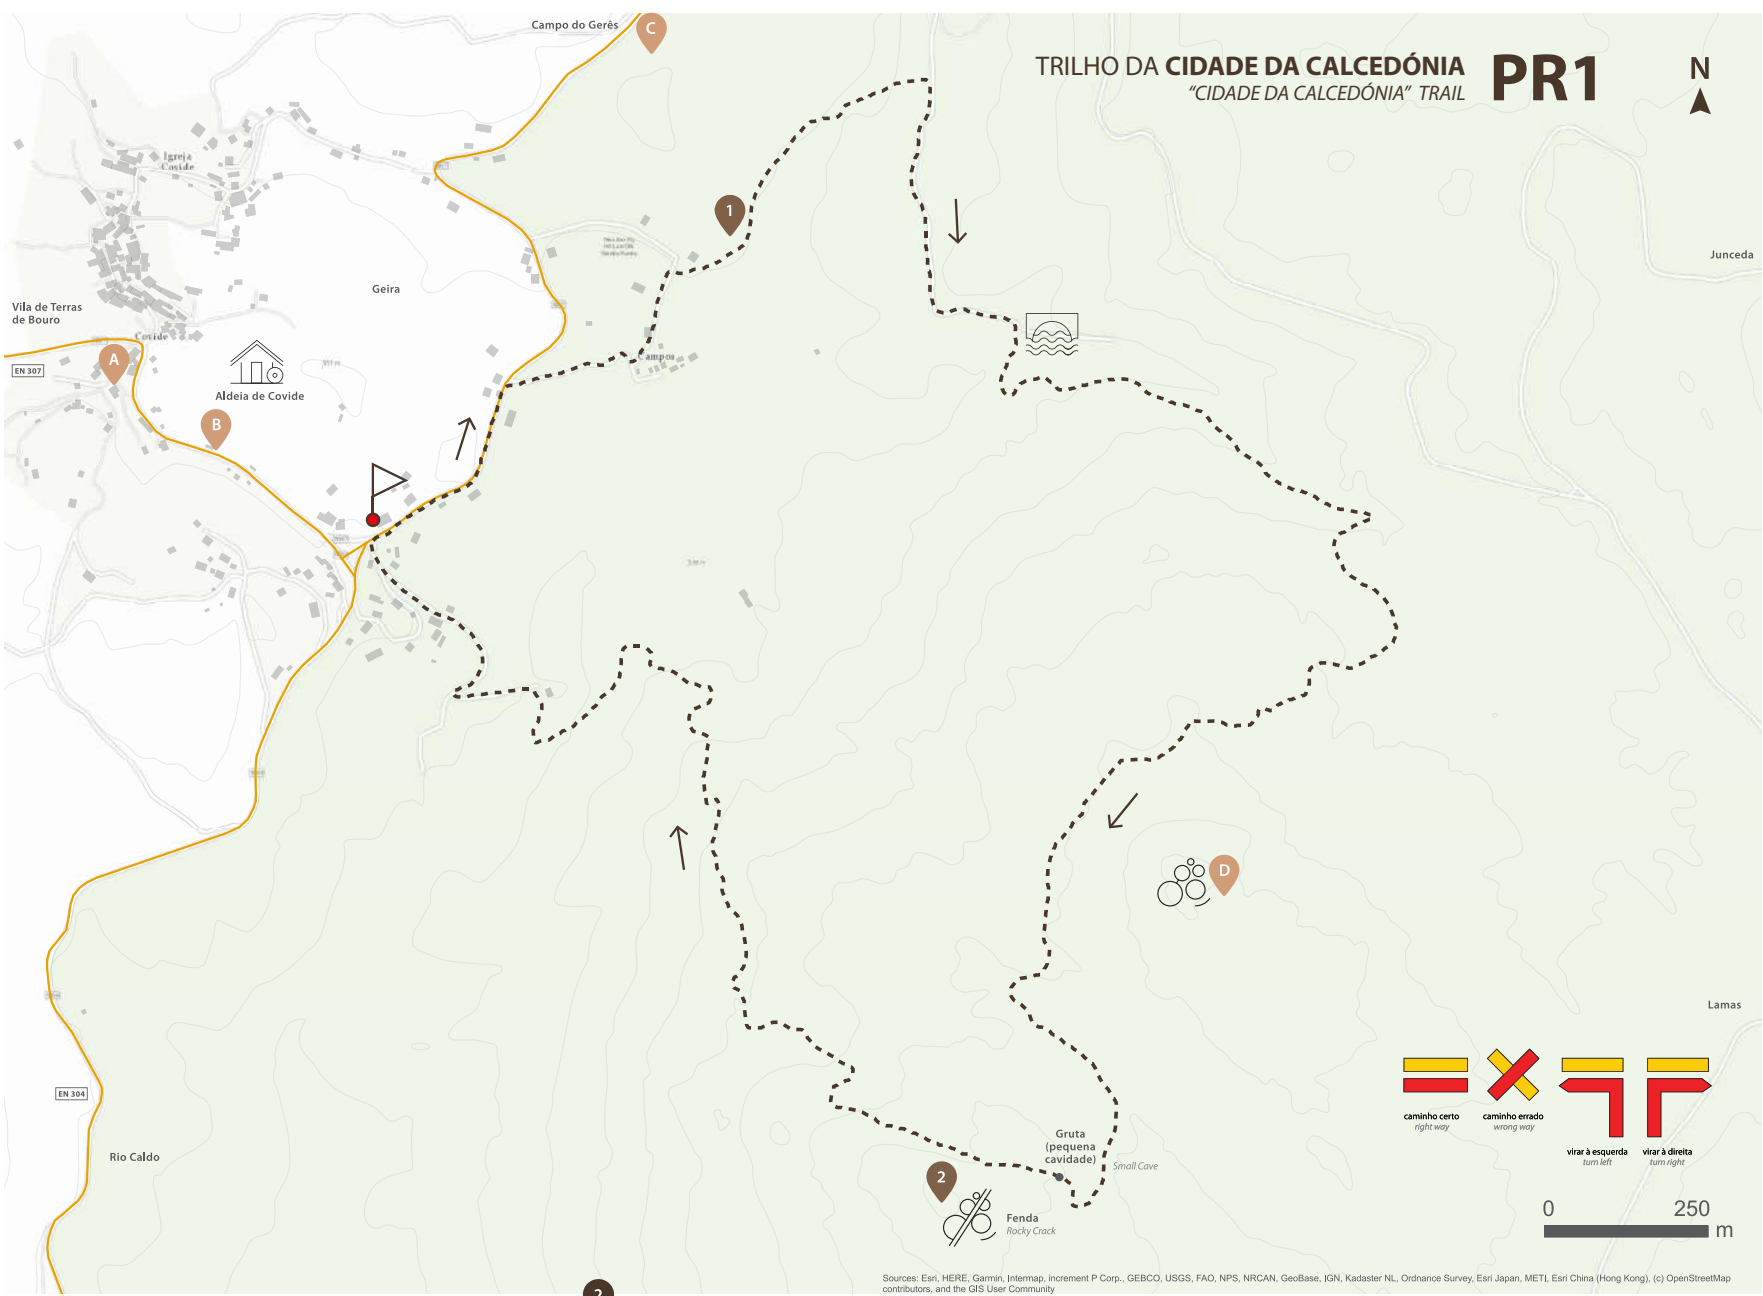 Campo do Gerês
C
TRILHO DA CIDADE DA CALCEDÓNIA
"CIDADE DA CALCEDÓNIA" TRAIL
PR1
N
Igreja
Covide
1
Junceda
Geira
Vila de Terras
de Bouro
Covide
A
EN 307
Aldeia de Covide
Campos
B
D
Lamas
EN 304
caminho certo
right way
caminho errado
wrong way
virar à esquerda
turn left
virar à direita
turn right
Rio Caldo
Gruta
(pequena
cavidade)
Small Cave
2
Fenda
Rocky Crack
0
250
m
Sources: Esri, HERE, Garmin, Intermap, increment P Corp., GEBCO, USGS, FAO, NPS, NRCAN, GeoBase, IGN, Kadaster NL, Ordnance Survey, Esri Japan, METI, Esri China (Hong Kong), (c) OpenStreetMap
contributors, and the GIS User Community